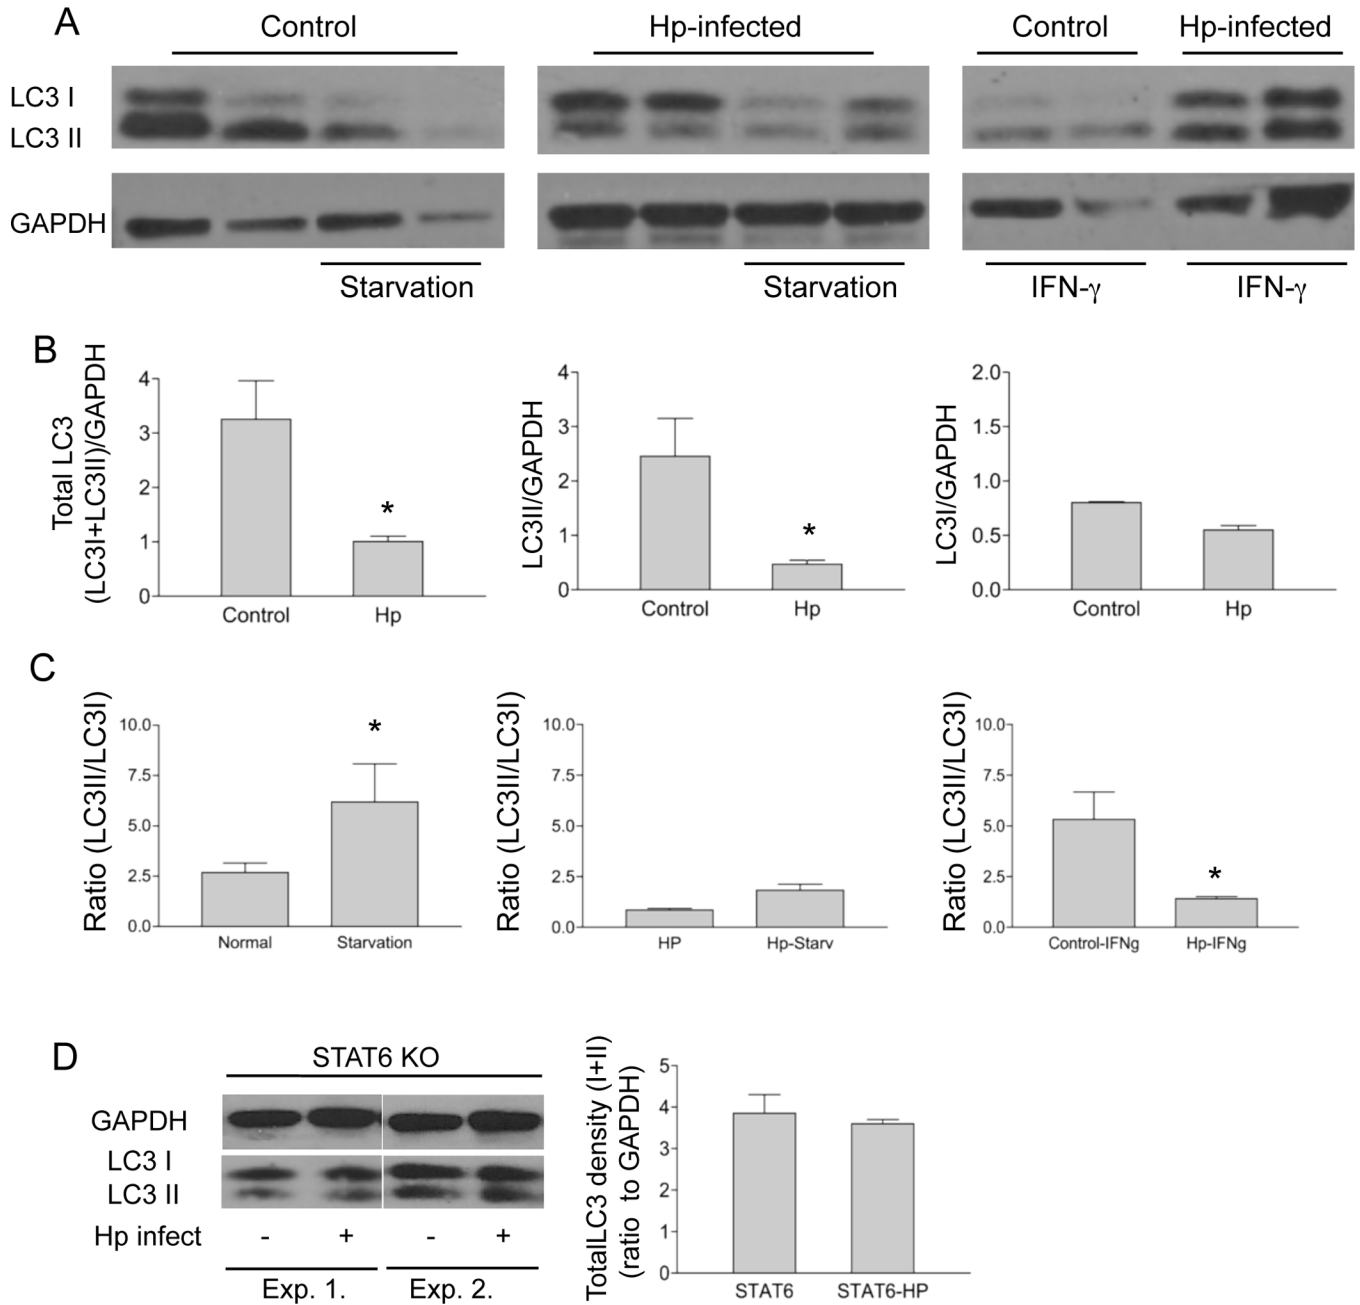 A
Control
Hp-infected
Control
Hp-infected
LC3 I
LC3 II
GAPDH
Starvation
Starvation
IFN-γ
IFN-γ
B
Total LC3
(LC3I+LC3II)/GAPDH
4
3
2
1
0
*
Control
Hp
LC3II/GAPDH
4
3
2
1
0
*
Control
Hp
LC3I/GAPDH
2.0
1.5
1.0
0.5
0.0
Control
Hp
C
Ratio (LC3II/LC3I)
10.0
7.5
5.0
2.5
0.0
*
Normal
Starvation
Ratio (LC3II/LC3I)
10.0
7.5
5.0
2.5
0.0
HP
Hp-Starv
Ratio (LC3II/LC3I)
10.0
7.5
5.0
2.5
0.0
*
Control-IFNg
Hp-IFNg
D
STAT6 KO
GAPDH
LC3 I
LC3 II
Hp infect - + - +
Exp. 1.
Exp. 2.
TotalLC3 density (I+II)
(ratio to GAPDH)
5
4
3
2
1
0
STAT6
STAT6-HP